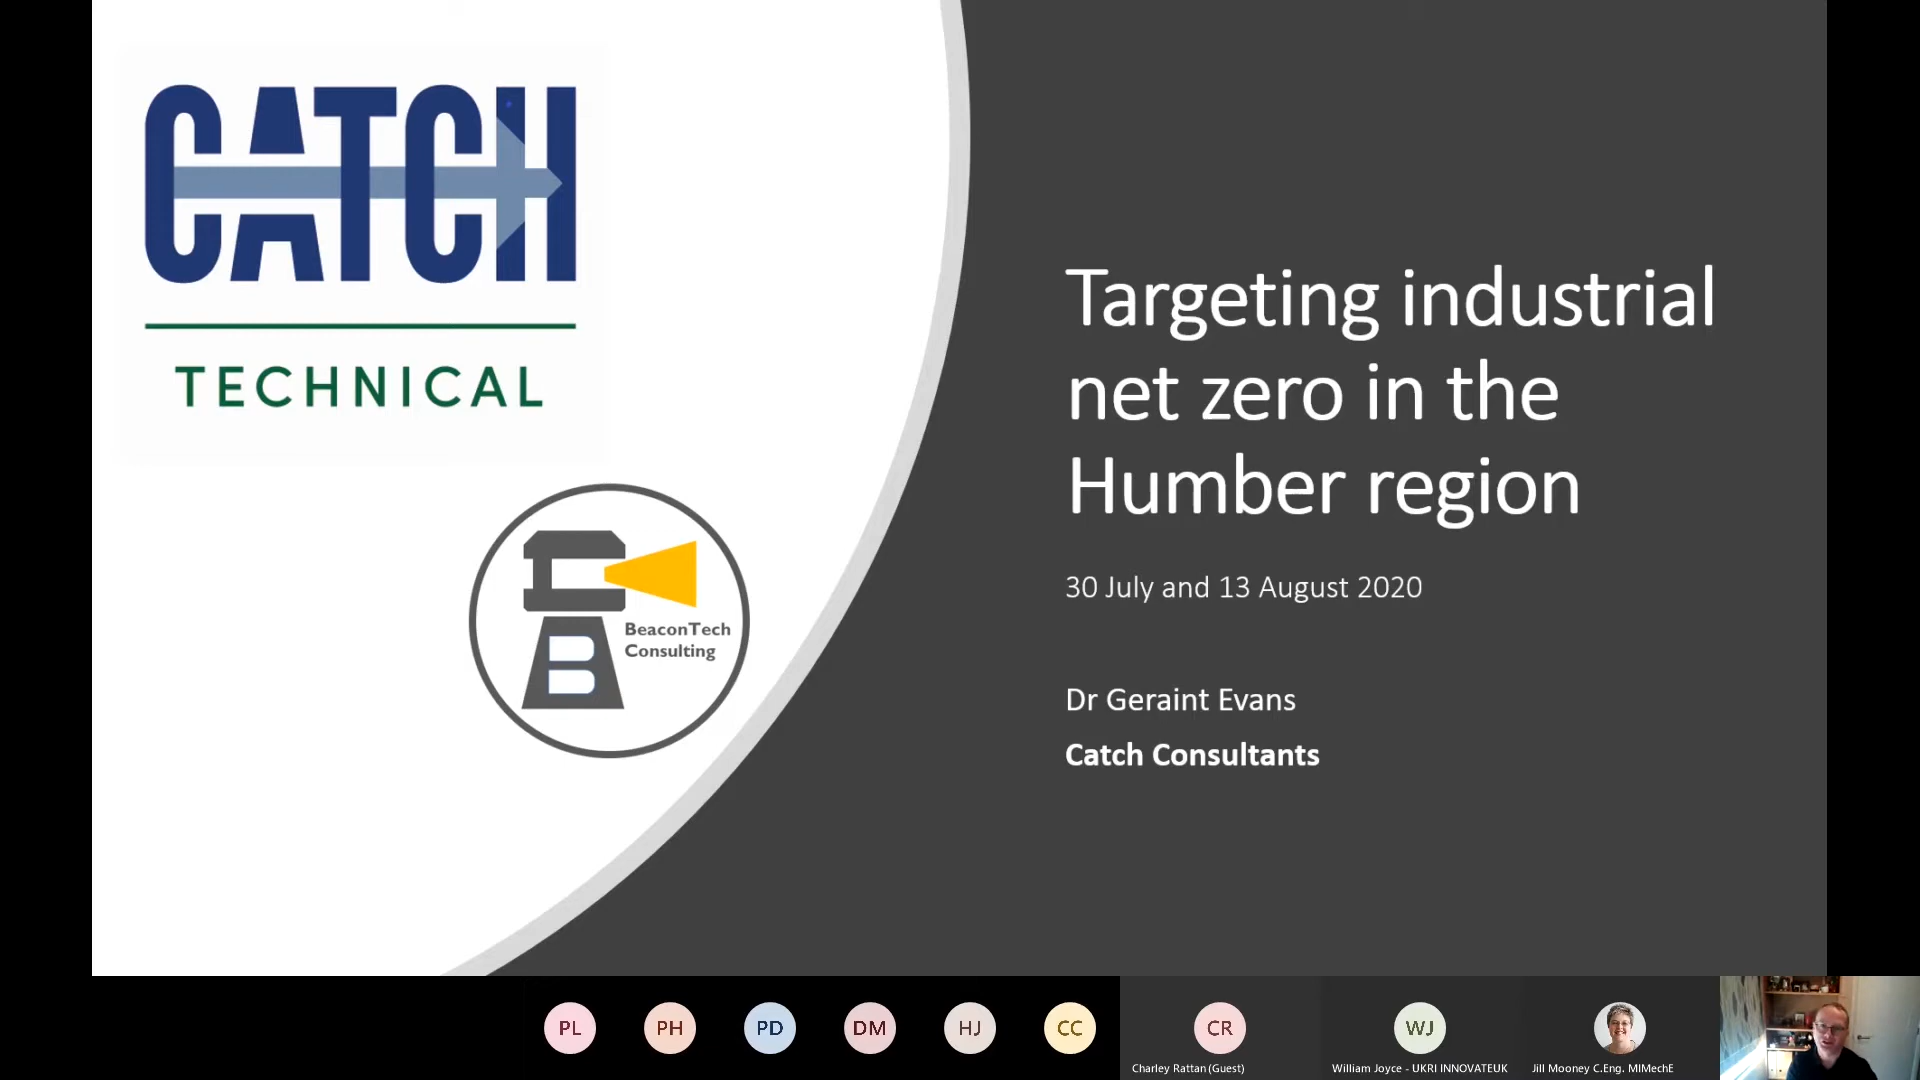 CATCH
TECHNICAL
B
BeaconTech
Consulting
Targeting industrial
net zero in the
Humber region
30 July and 13 August 2020
Dr Geraint Evans
Catch Consultants
PL
PH
PD
DM
HJ
CC
CR
WJ
Charley Rattan (Guest)
William Joyce - UKRI INNOVATEUK
Jill Mooney C.Eng. MIMechE